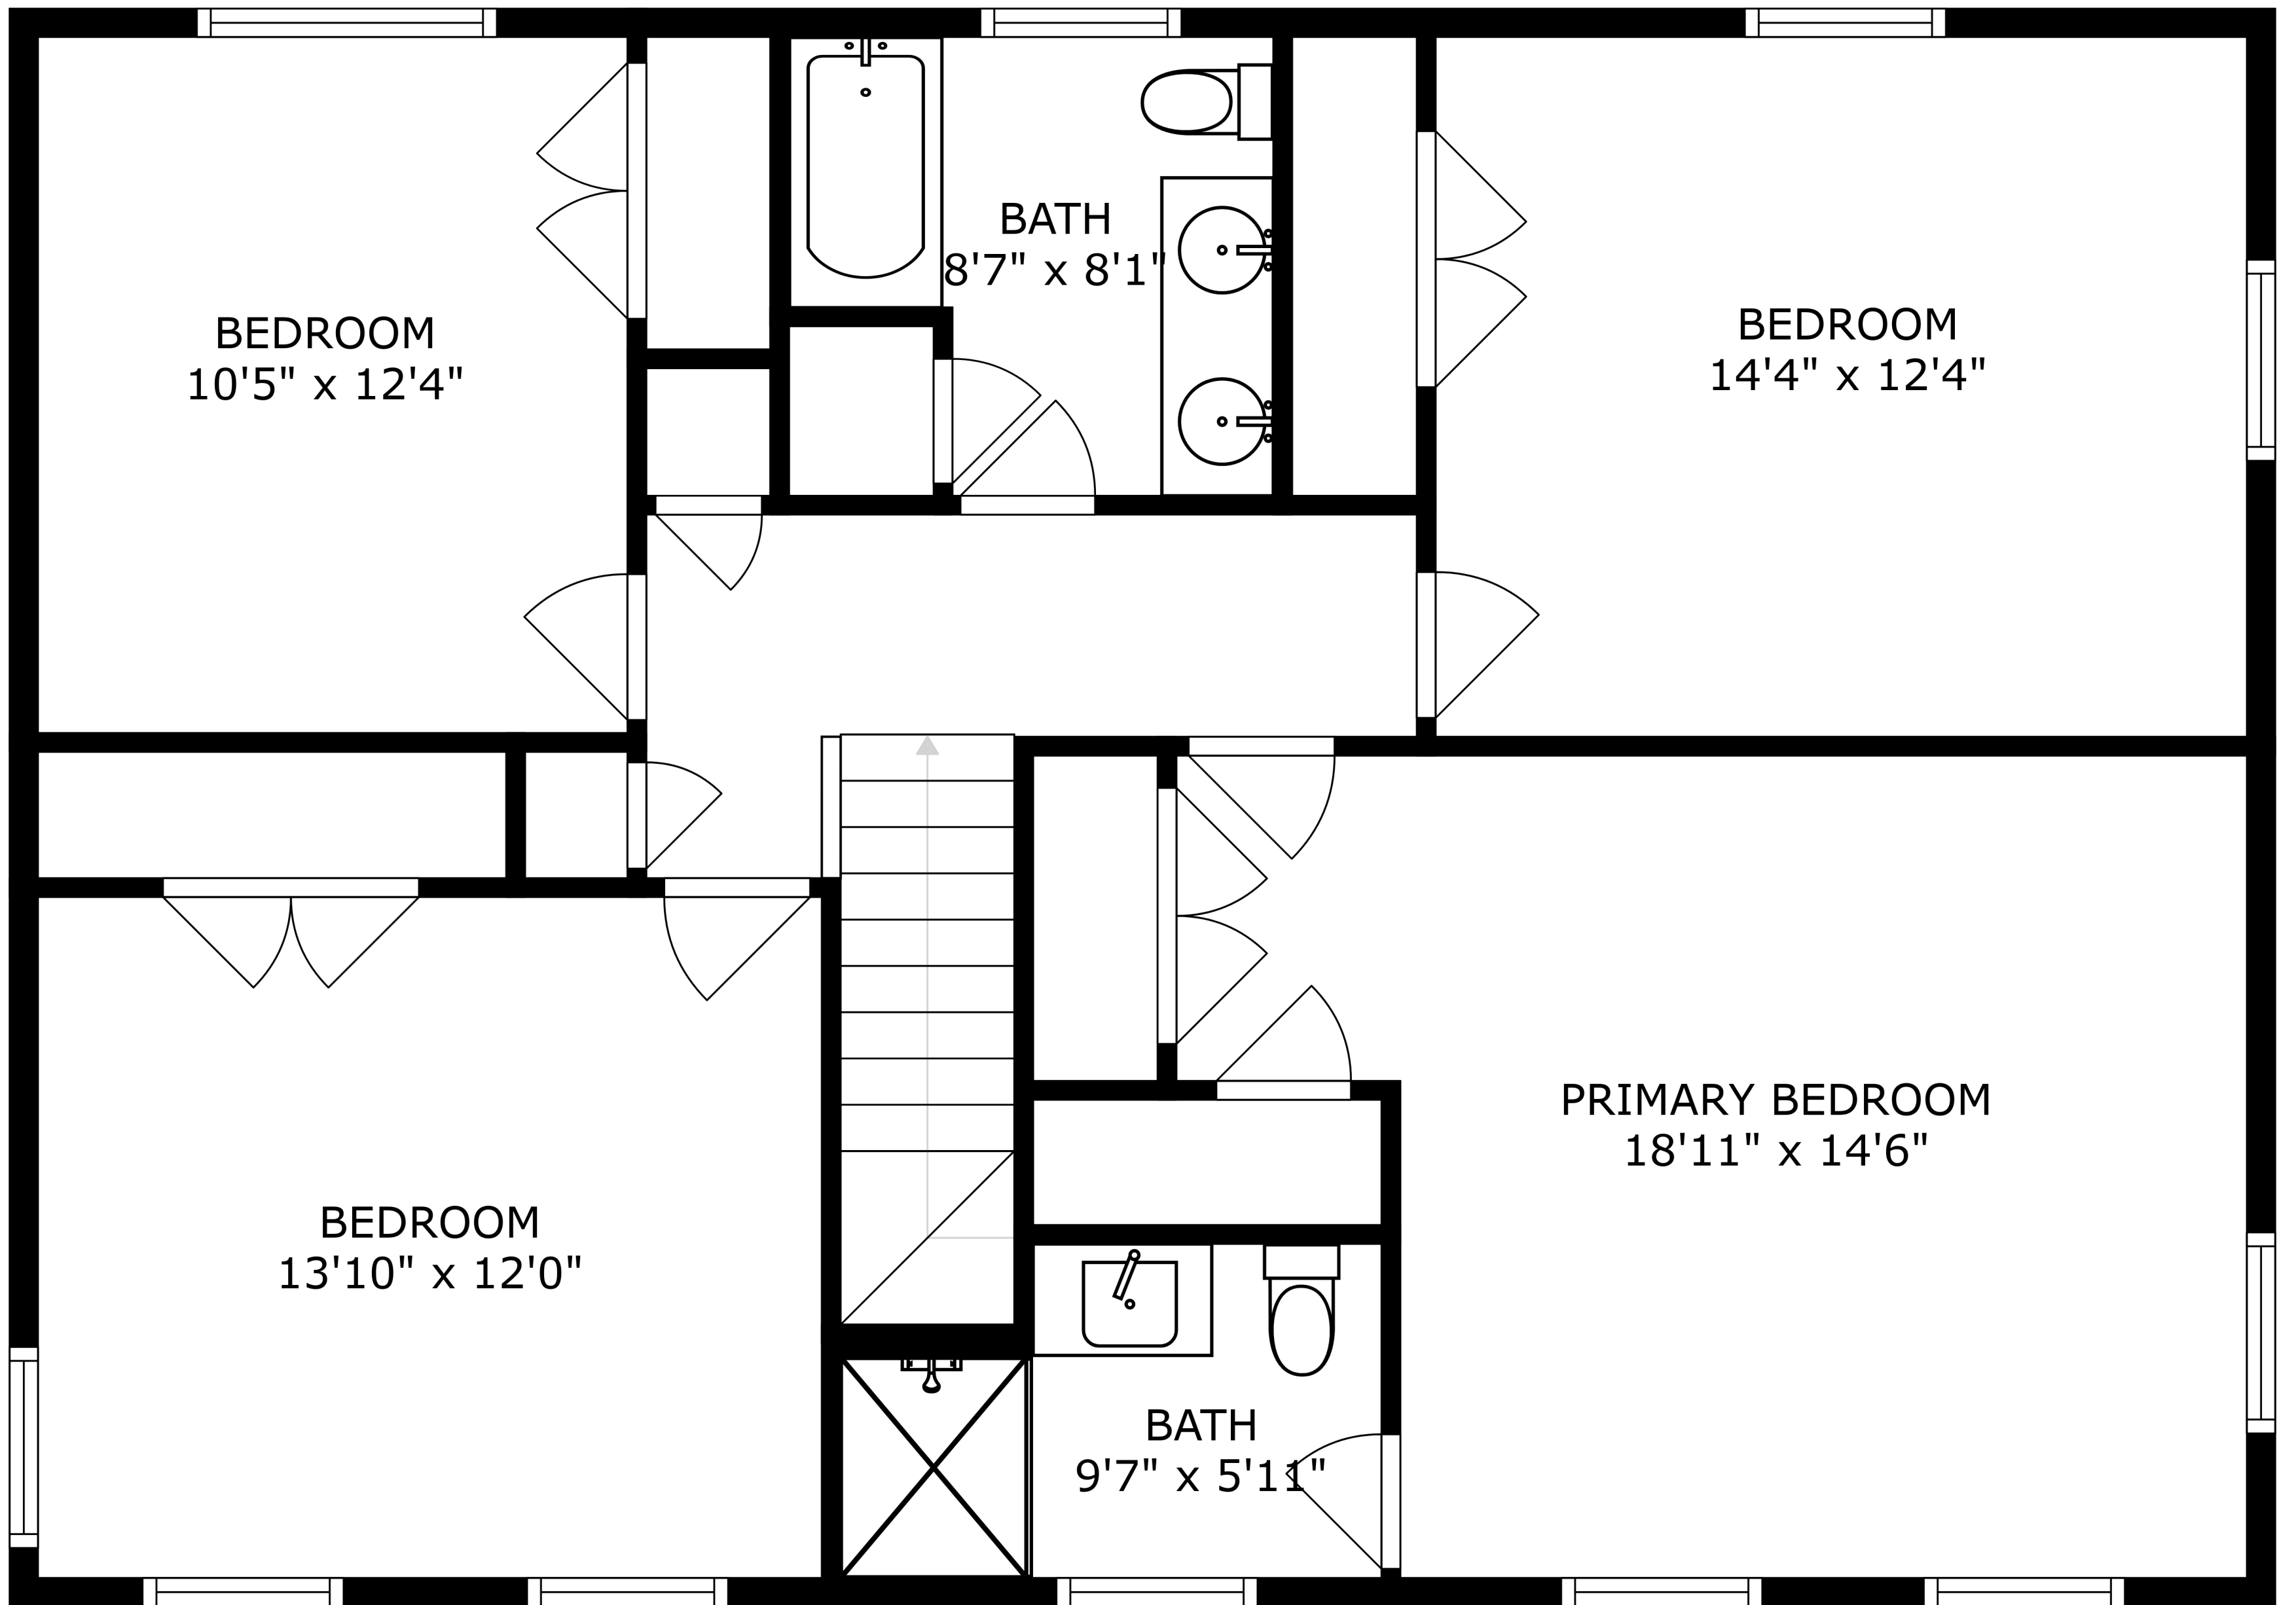 BATH
8'7" x 8'1"
BEDROOM
10'5" x 12'4"
BEDROOM
14'4" x 12'4"
PRIMARY BEDROOM
18'11" x 14'6"
BEDROOM
13'10" x 12'0"
BATH
9'7" x 5'11"